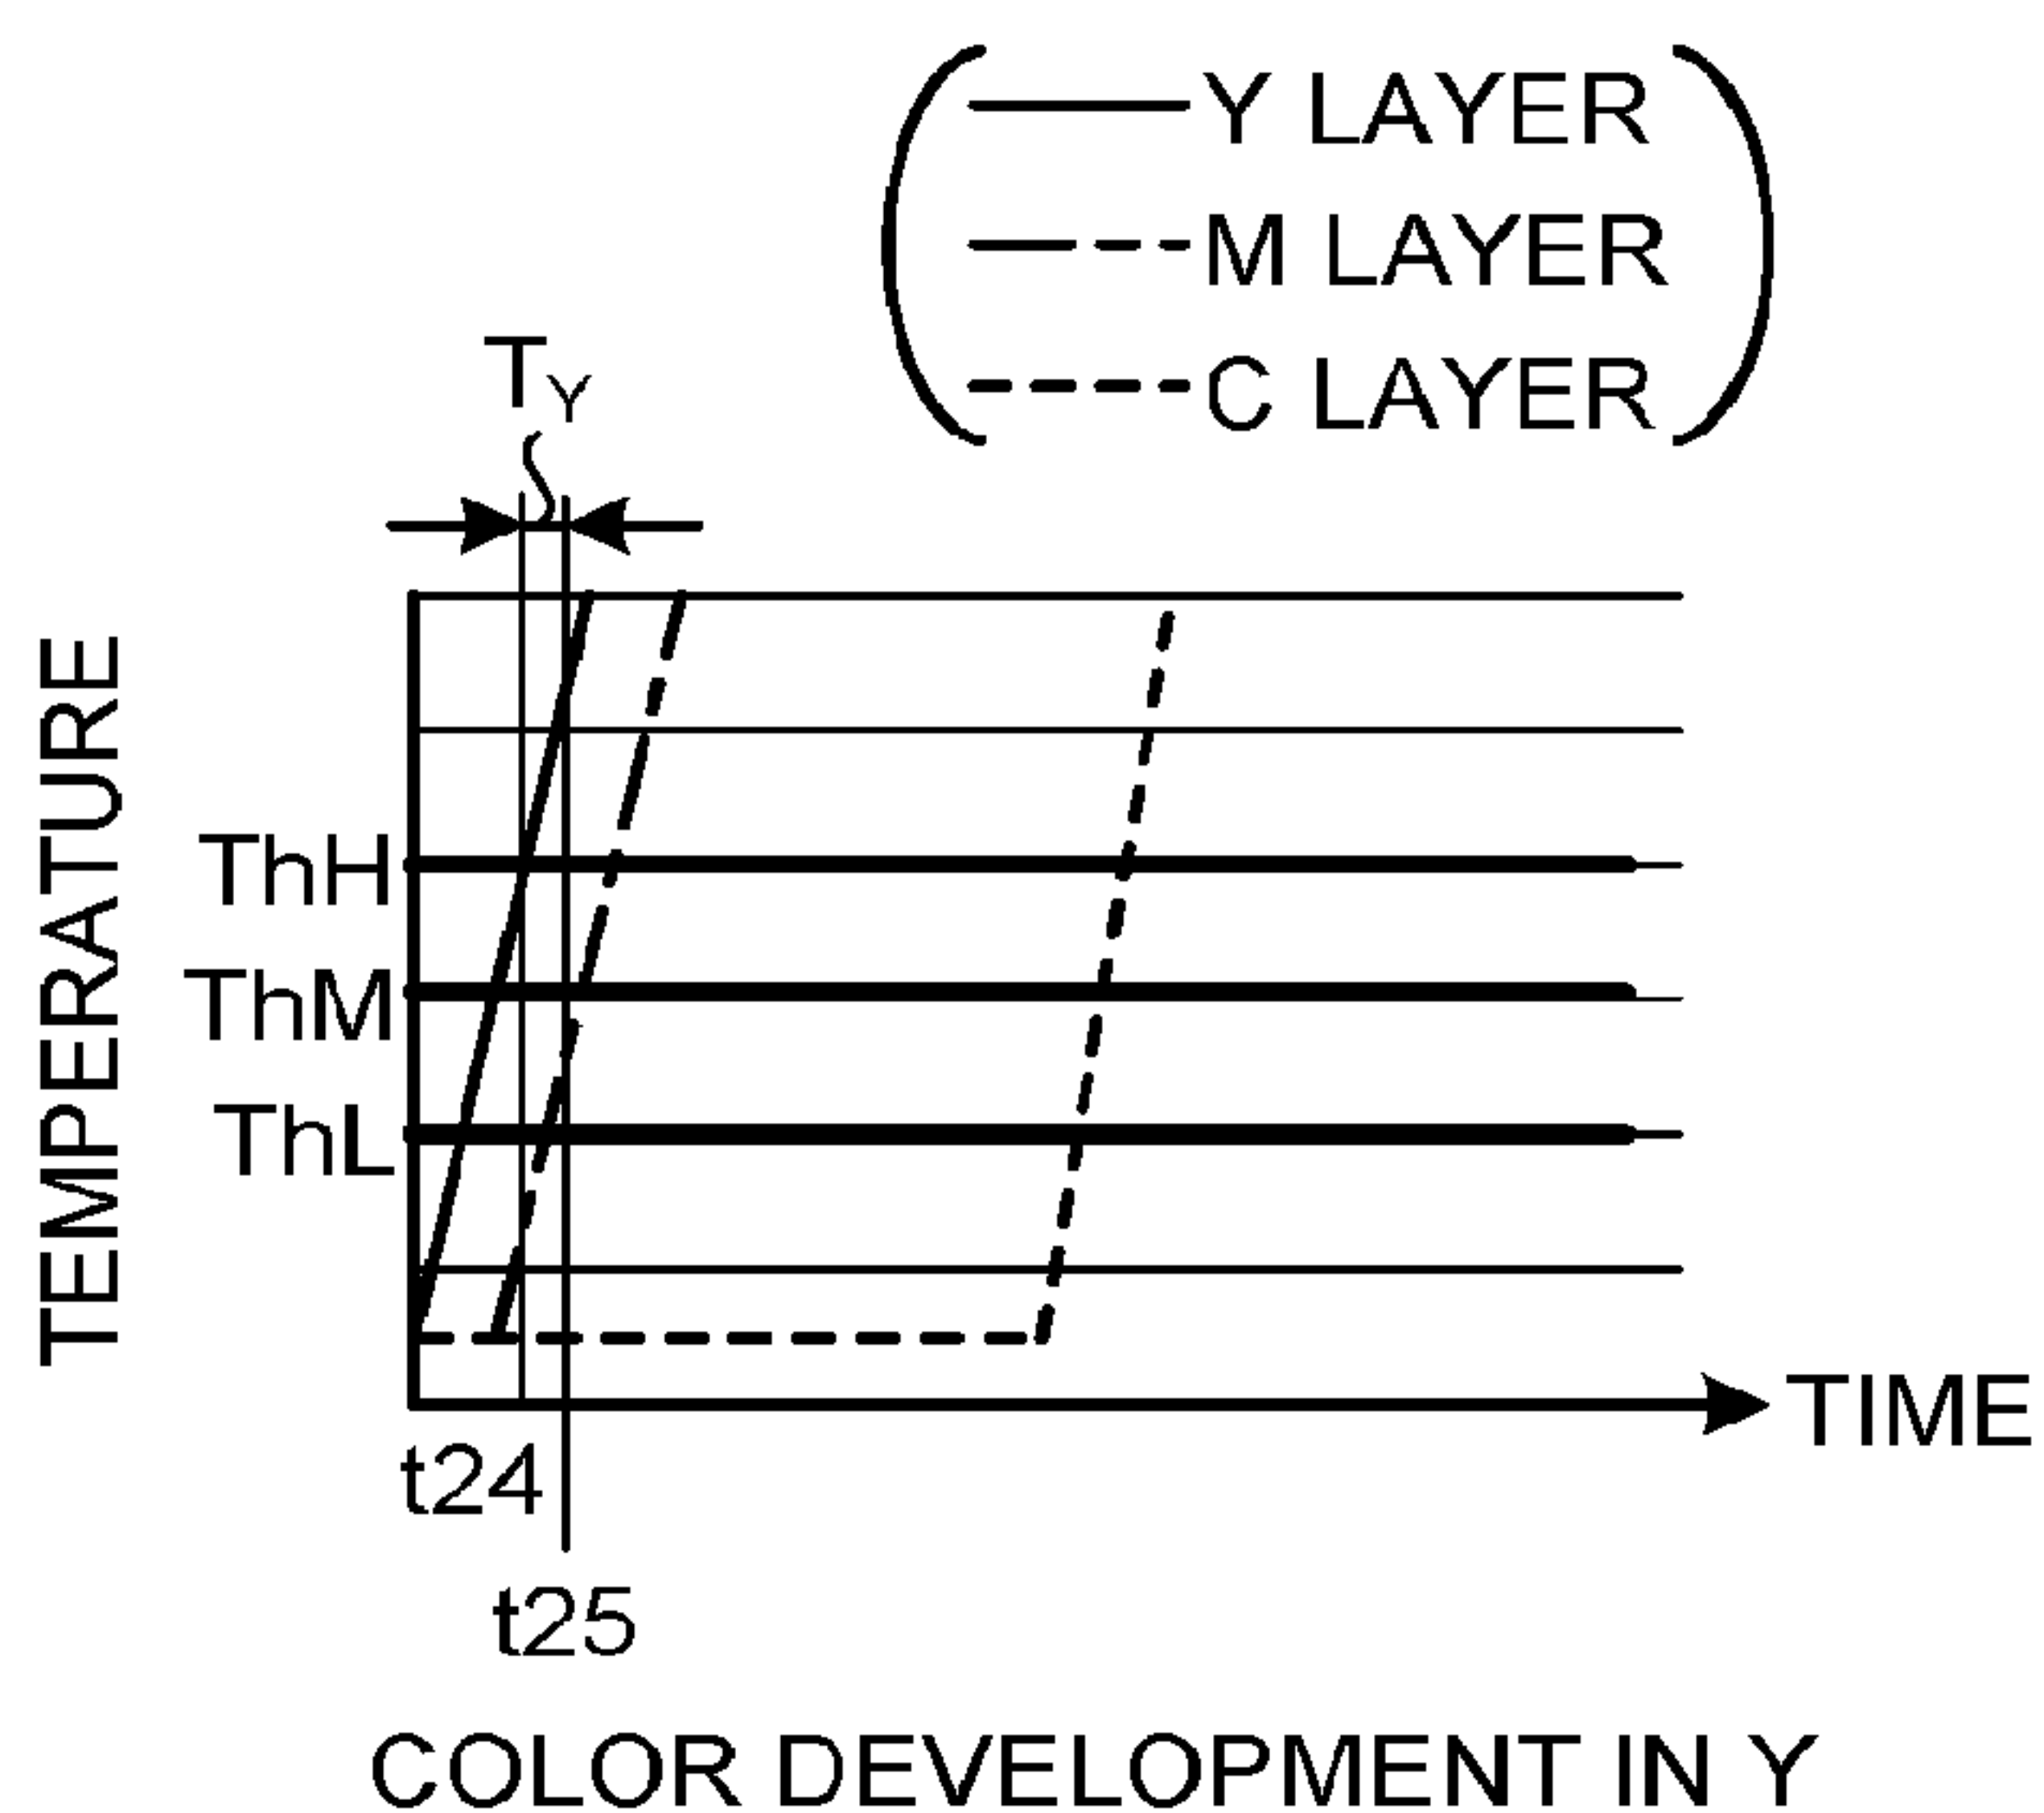 Y LAYER
M LAYER
C LAYER
TY
TEMPERATURE
ThH
ThM
ThL
TIME
t24
t25
COLOR DEVELOPMENT IN Y